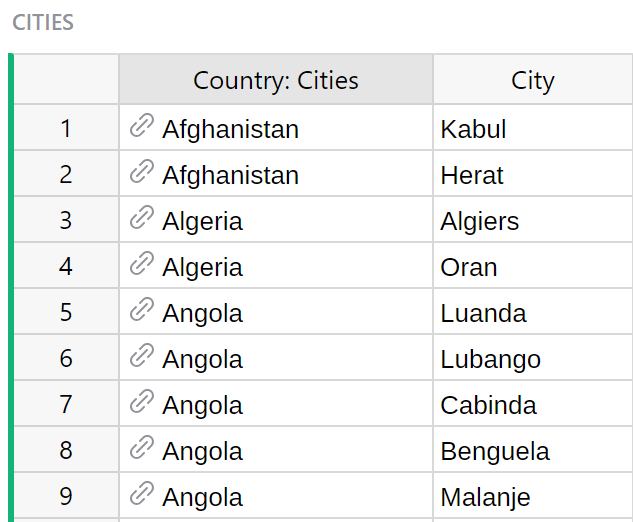 CITIES
Country: Cities City
1 Afghanistan Kabul
2 Afghanistan Herat
3 Algeria Algiers
4 Algeria Oran
5 Angola Luanda
6 Angola Lubango
7 Angola Cabinda
8 Angola Benguela
9 Angola Malanje